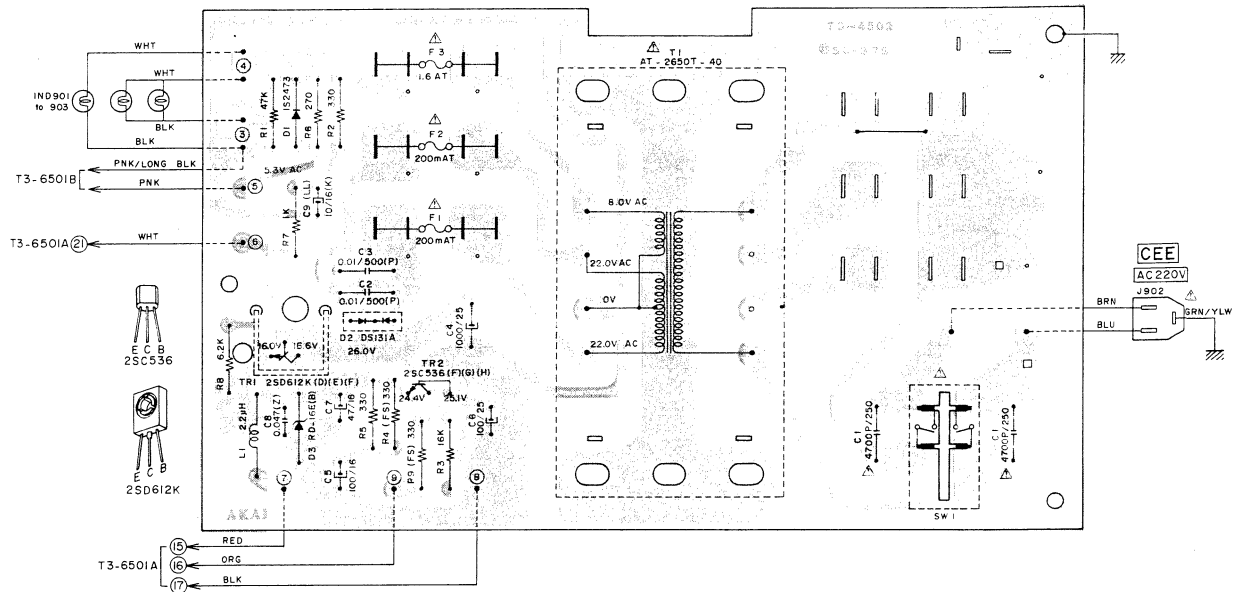 WHT
WHT
IND901
to 903
BLK
BLK
PNK/LONG BLK
T3-6501B
PNK
T3-6501A 21
WHT
4
3
5
6
R1 47K
D1 1S2473
R6 270
R2 330
5.3V AC
R7 1K
C9 (LL) 10/16(K)
F3
1.6 AT
F2
200mAT
F1
200mAT
C3
0.01/500(P)
C2
0.01/500(P)
D2 DS131A
26.0V
C4
1000/25
R8 6.2K
16.0V
TR1 2SD612K(D)(E)(F)
TR2
2SC536(F)(G)(H)
24.4V
25.1V
L1 2.2μH
C8 0.047(Z)
D3 RD-16E(B)
C7 47/16
C5 100/16
R5 330
R4 (FS) 330
R9 (FS) 330
R3 16K
C6 100/25
7
9
8
AKAI
E C B
2SC536
E C B
2SD612K
T3-6501A
15 RED
16 ORG
17 BLK
T1
AT-2650T-40
8.0V AC
22.0V AC
0V
22.0V AC
T3-4502
CEE
AC220V
J902
BRN
GRN/YLW
BLU
C1
4700P/250
SW1
C1
4700P/250